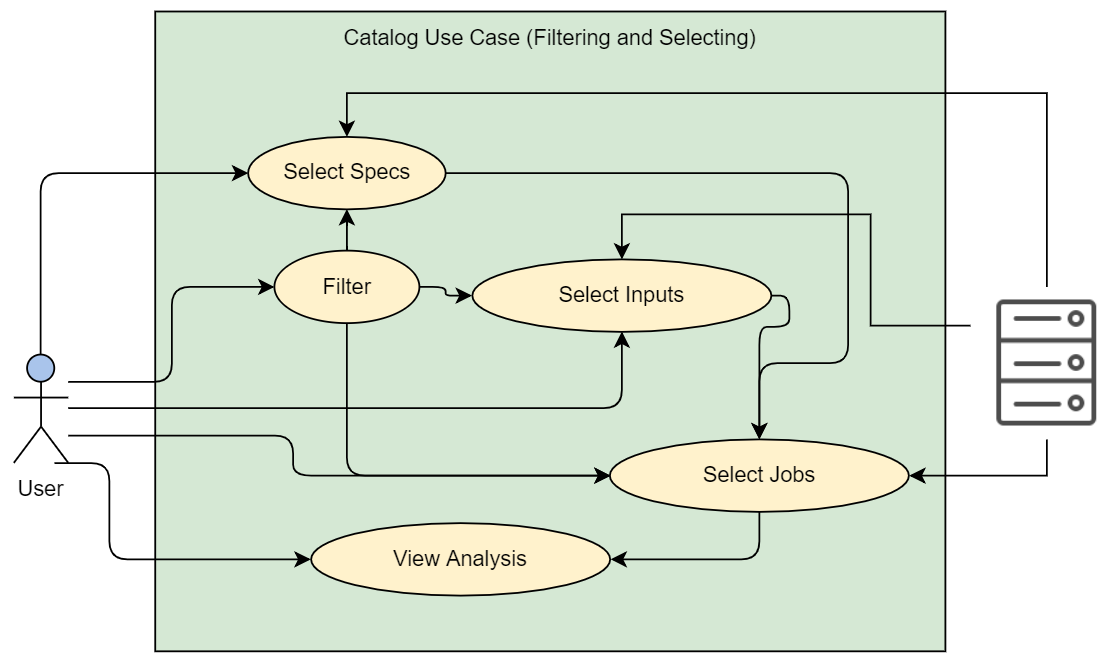 Catalog Use Case (Filtering and Selecting)
Select Specs
Filter
Select Inputs
Select Jobs
User
View Analysis